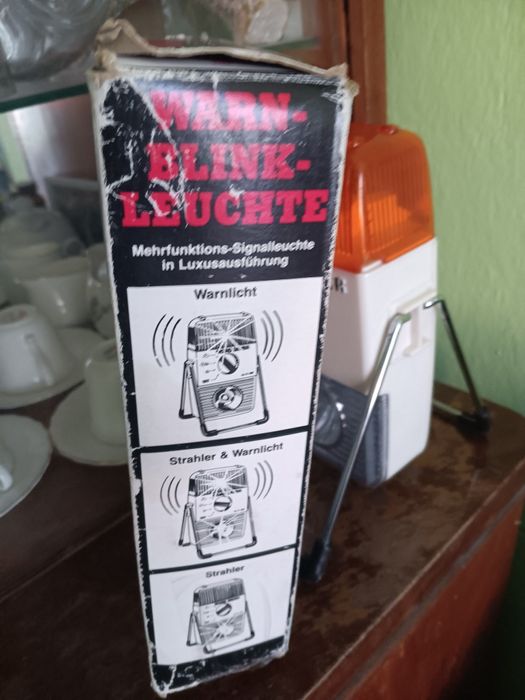 WARN-
BLINK-
LEUCHTE
Mehrfunktions-Signalleuchte
in Luxusausführung
Warnlicht
Strahler & Warnlicht
Strahler